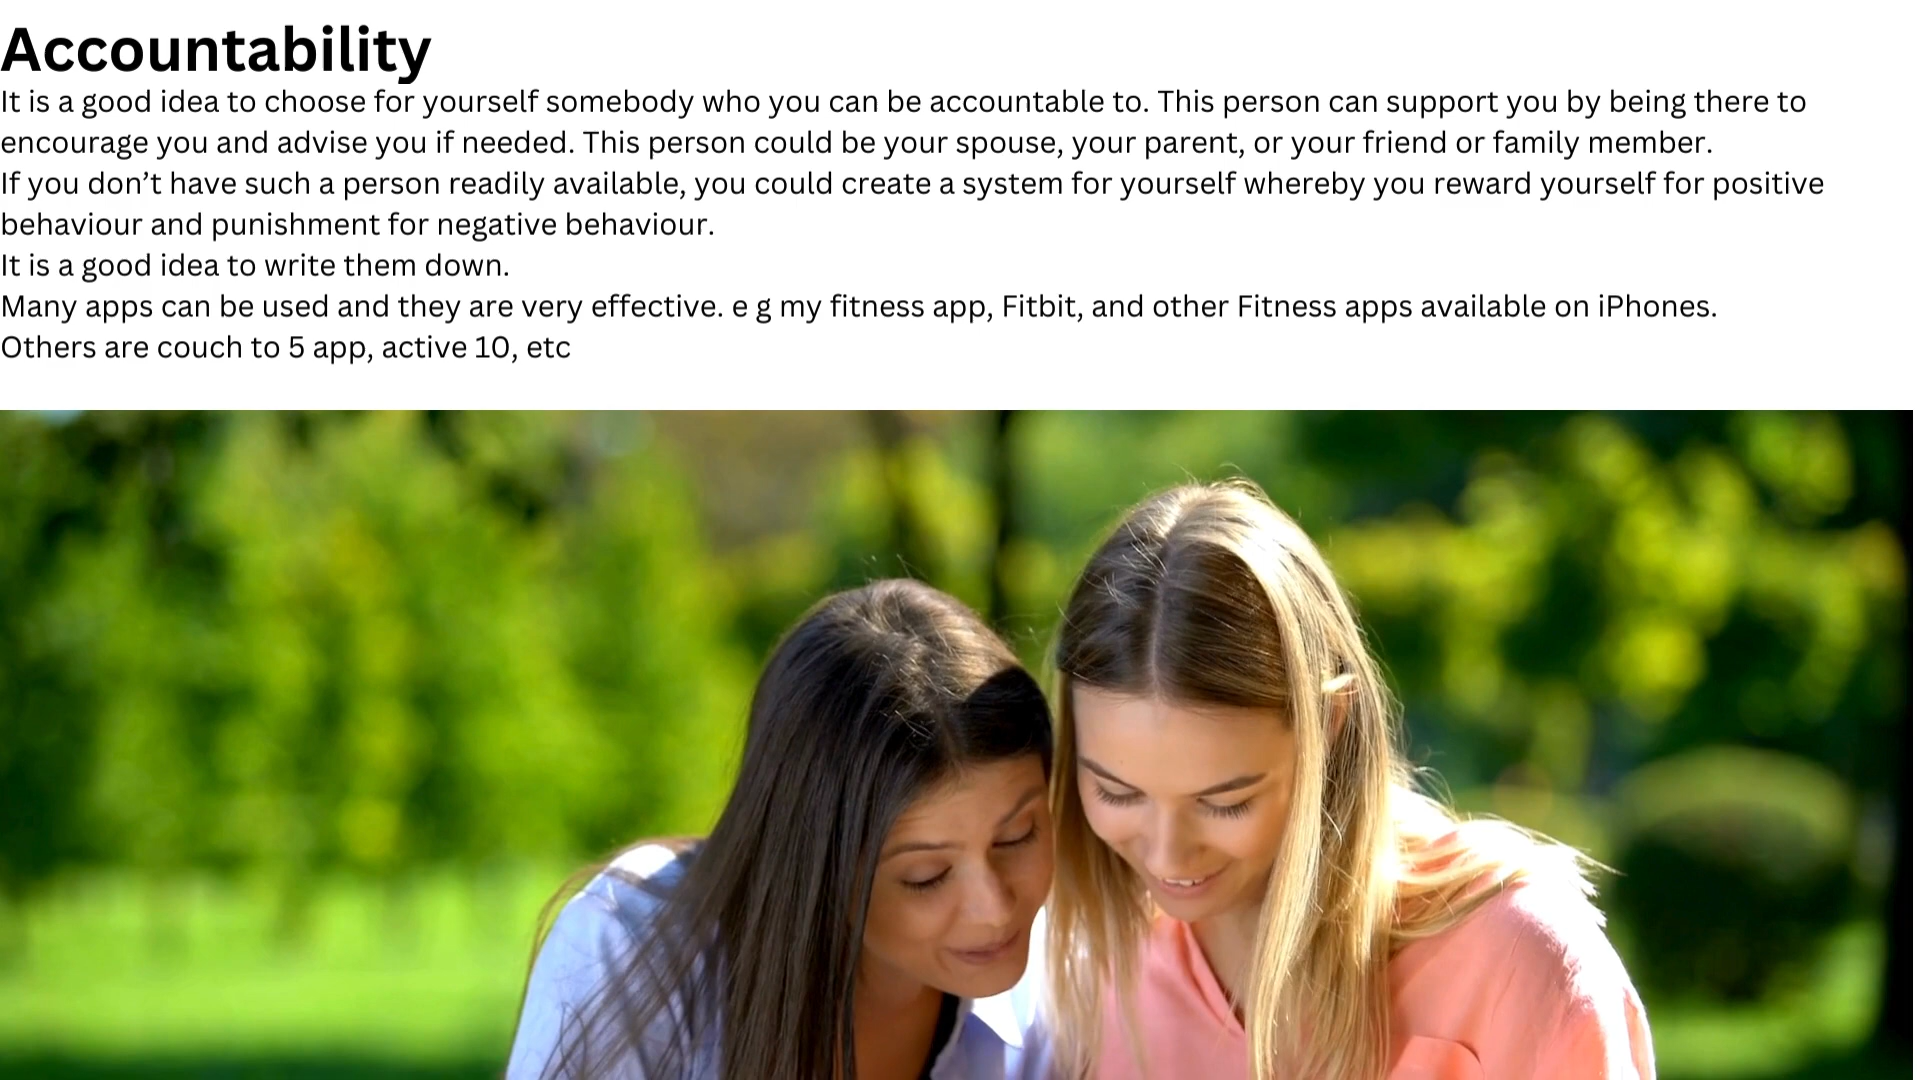 Accountability
It is a good idea to choose for yourself somebody who you can be accountable to. This person can support you by being there to
encourage you and advise you if needed. This person could be your spouse, your parent, or your friend or family member.
If you don’t have such a person readily available, you could create a system for yourself whereby you reward yourself for positive
behaviour and punishment for negative behaviour.
It is a good idea to write them down.
Many apps can be used and they are very effective. e g my fitness app, Fitbit, and other Fitness apps available on iPhones.
Others are couch to 5 app, active 10, etc